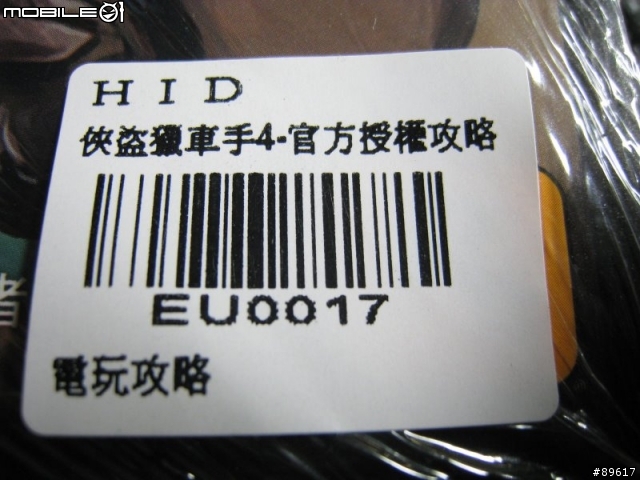 MOBILE01
H I D
俠盜獵車手4-官方授權攻略
EU0017
電玩攻略
#89617